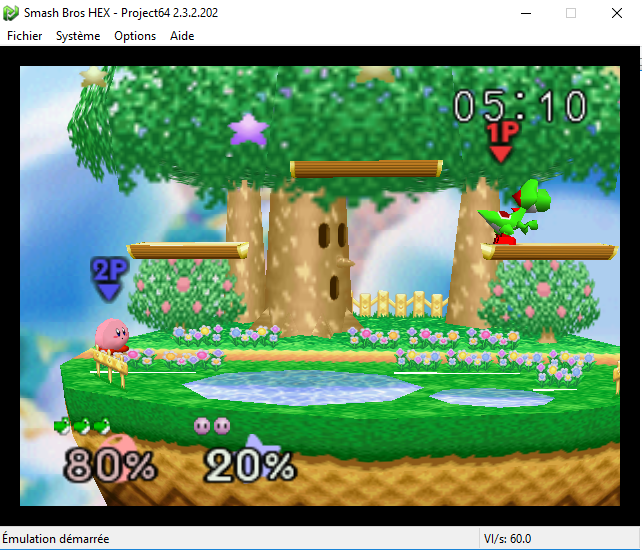 Smash Bros HEX - Project64 2.3.2.202
Fichier Système Options Aide
05:10
1P
2P
80% 20%
Émulation démarrée VI/s: 60.0